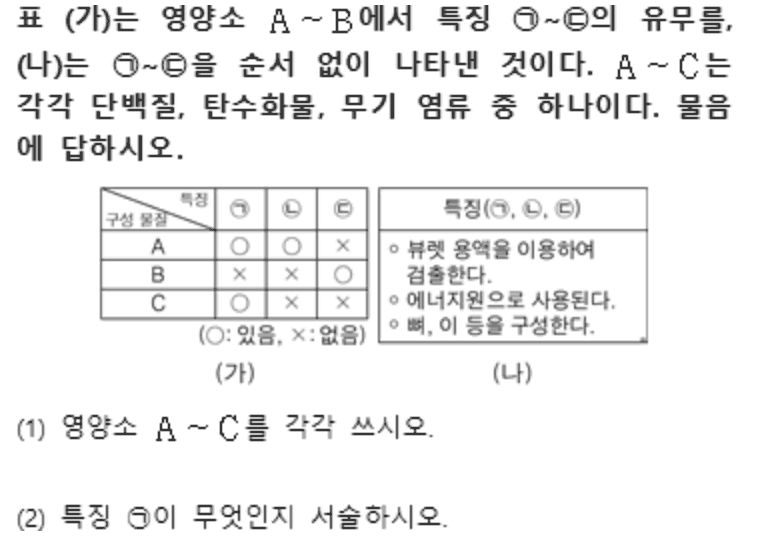 표 (가)는 영양소 A ~ B에서 특징 ㉠~㉢의 유무를,
(나)는 ㉠~㉢을 순서 없이 나타낸 것이다. A ~ C는
각각 단백질, 탄수화물, 무기 염류 중 하나이다. 물음
에 답하시오.
특징
구성 물질
㉠ ㉡ ㉢
A ○ ○ ×
B × × ○
C ○ × ×
(○: 있음, ×: 없음)
(가)
특징(㉠, ㉡, ㉢)
◦ 뷰렛 용액을 이용하여
검출한다.
◦ 에너지원으로 사용된다.
◦ 뼈, 이 등을 구성한다.
(나)
(1) 영양소 A ~ C를 각각 쓰시오.
(2) 특징 ㉠이 무엇인지 서술하시오.